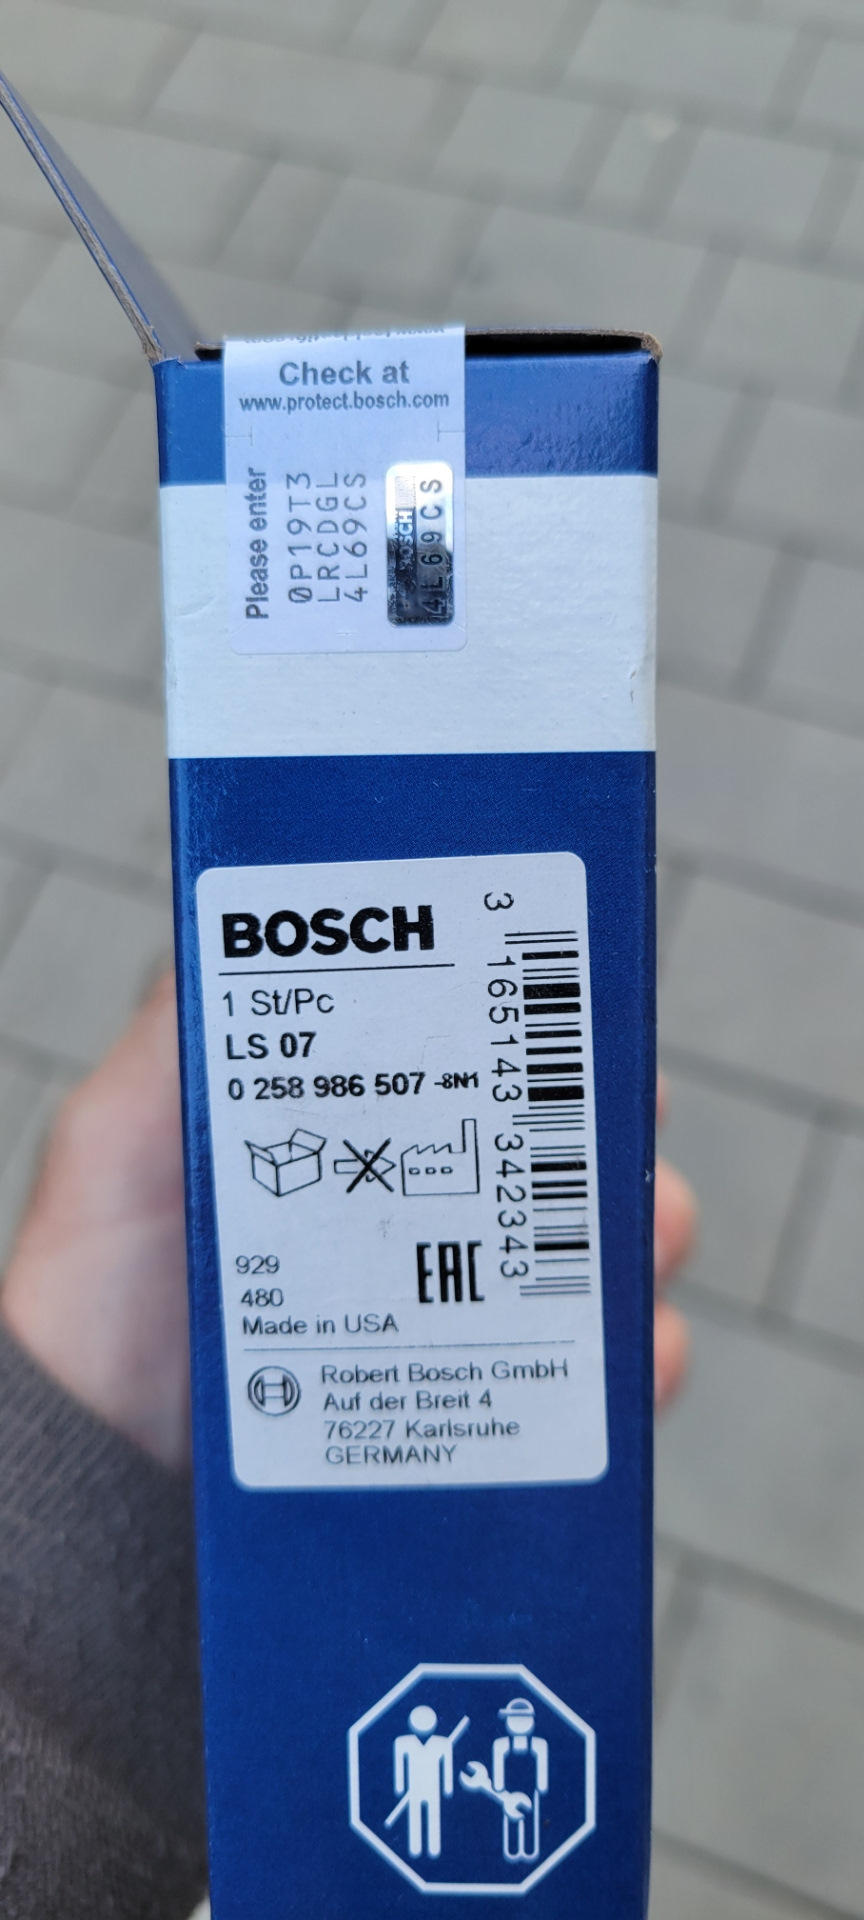 Check at
www.protect.bosch.com
Please enter
0P19T3
LRCDGL
4L69CS
BOSCH
4L69CS
BOSCH
1 St/Pc
LS 07
0 258 986 507 -8N1
3 165143 342343
929
480
EAC
Made in USA
Robert Bosch GmbH
Auf der Breit 4
76227 Karlsruhe
GERMANY